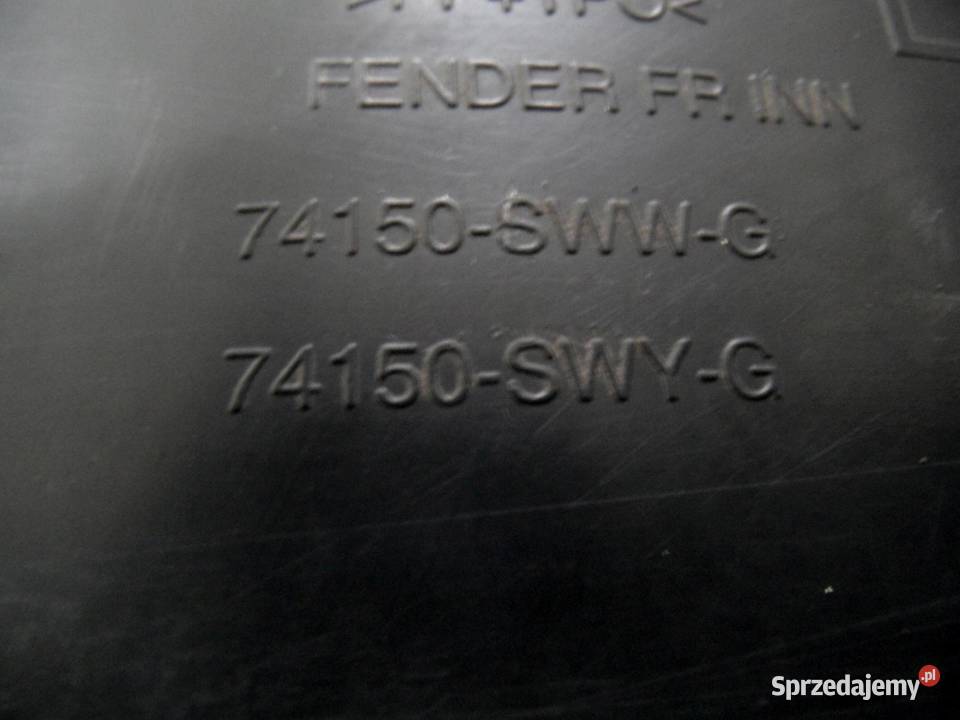 FENDER FR. INN
74150-SWW-G
74150-SWY-G
Sprzedajemy.pl